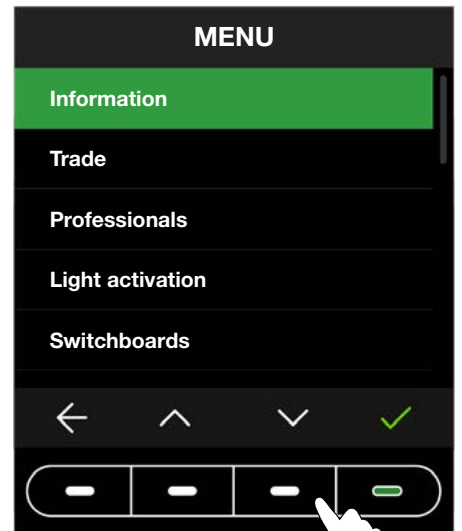 MENU
Information
Trade
Professionals
Light activation
Switchboards